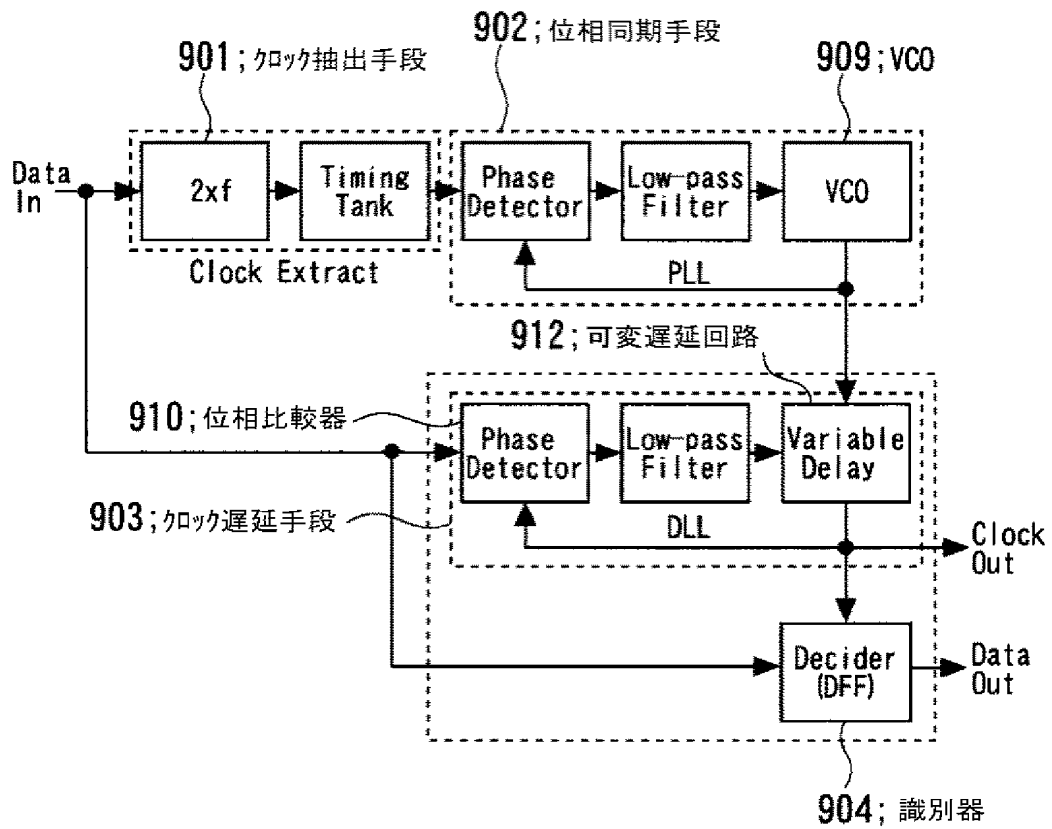 902;位相同期手段
901;クロック抽出手段
909;VCO
Data
In
2xf
Timing
Tank
Phase
Detector
Low-pass
Filter
VCO
Clock Extract
PLL
912;可変遅延回路
910;位相比較器
Phase
Detector
Low-pass
Filter
Variable
Delay
903;クロック遅延手段
DLL
Clock
Out
Decider
(DFF)
Data
Out
904;識別器